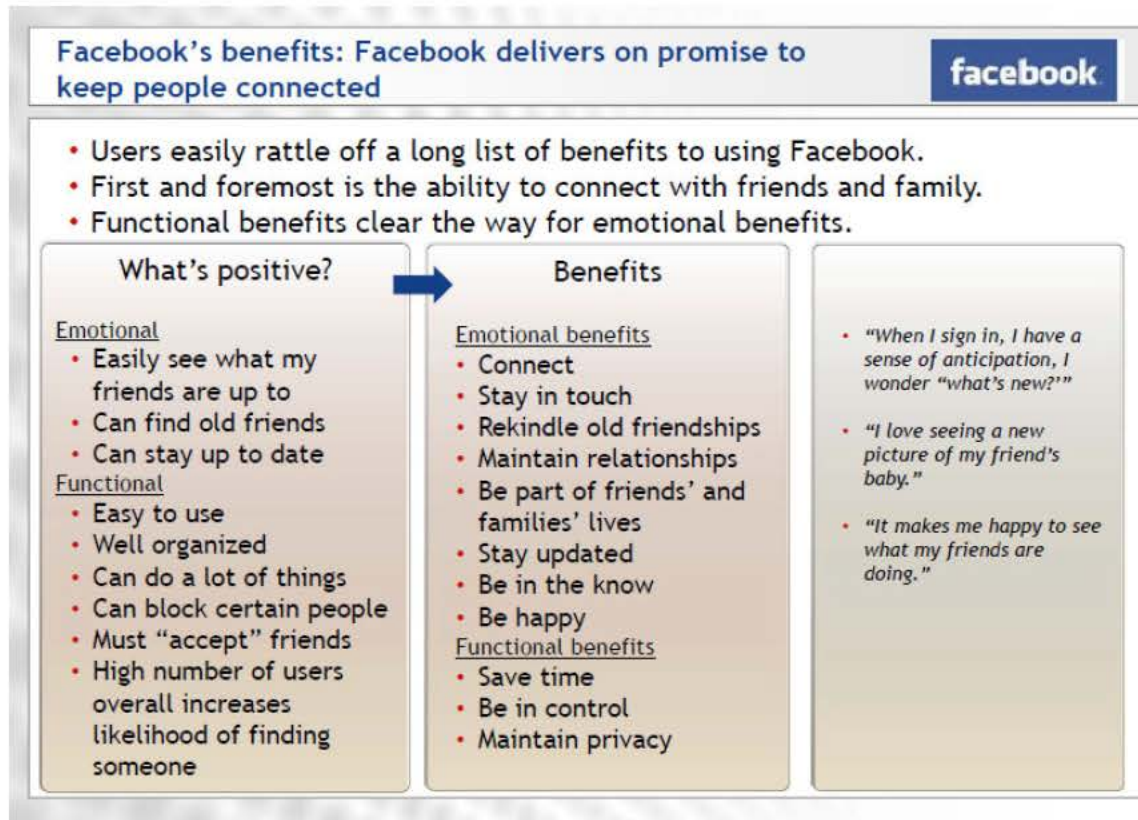 Facebook's benefits: Facebook delivers on promise to
keep people connected
facebook
• Users easily rattle off a long list of benefits to using Facebook.
• First and foremost is the ability to connect with friends and family.
• Functional benefits clear the way for emotional benefits.
What's positive?
Emotional
• Easily see what my
friends are up to
• Can find old friends
• Can stay up to date
Functional
• Easy to use
• Well organized
• Can do a lot of things
• Can block certain people
• Must “accept” friends
• High number of users
overall increases
likelihood of finding
someone
Benefits
Emotional benefits
• Connect
• Stay in touch
• Rekindle old friendships
• Maintain relationships
• Be part of friends' and
families' lives
• Stay updated
• Be in the know
• Be happy
Functional benefits
• Save time
• Be in control
• Maintain privacy
• “When I sign in, I have a
sense of anticipation, I
wonder “what's new?'”
• “I love seeing a new
picture of my friend's
baby.”
• “It makes me happy to see
what my friends are
doing.”